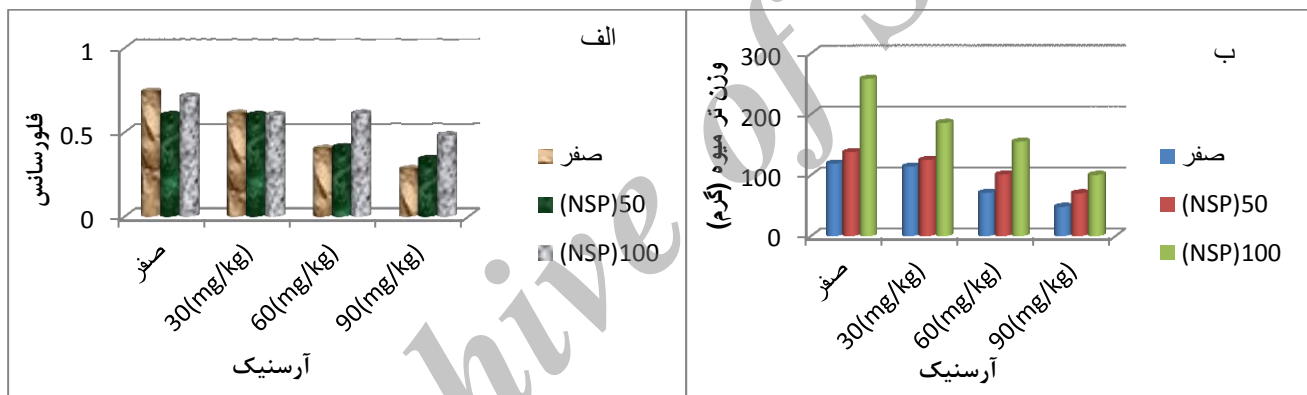 الف
1
0.5
0
فلورسانس
صفر
(NSP)50
(NSP)100
صفر
30(mg/kg)
60(mg/kg)
90(mg/kg)
آرسنیک
ب
300
200
100
0
وزن تر میوه (گرم)
صفر
(NSP)50
(NSP)100
صفر
30(mg/kg)
60(mg/kg)
90(mg/kg)
آرسنیک
hive of S